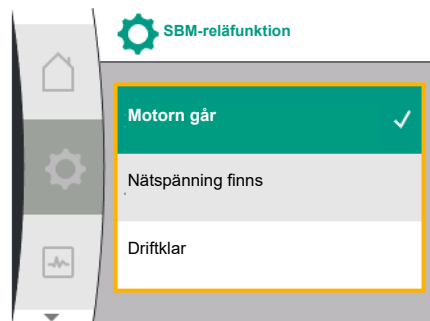 SBM-reläfunktion
Motorn går
Nätspänning finns
Driftklar